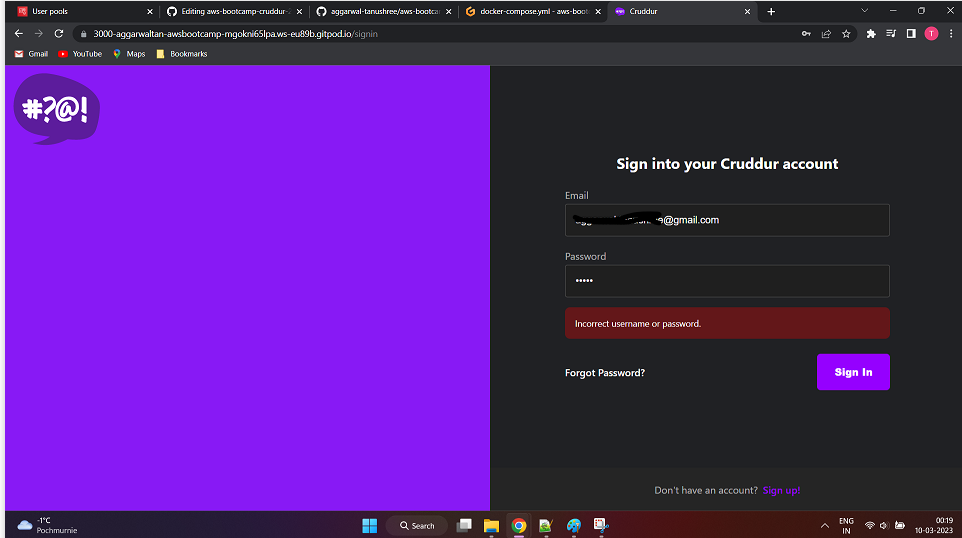 User pools
Editing aws-bootcamp-cruddur-2
aggarwal-tanushree/aws-bootca
docker-compose.yml - aws-boot
Cruddur
3000-aggarwaltan-awsbootcamp-mgokni65lpa.ws-eu89b.gitpod.io/signin
T
Gmail
YouTube
Maps
Bookmarks
#?@!
Sign into your Cruddur account
Email
@gmail.com
Password
•••••
Incorrect username or password.
Forgot Password?
Sign In
Don't have an account? Sign up!
-1°C
Pochmurnie
Search
ENG
IN
00:19
10-03-2023